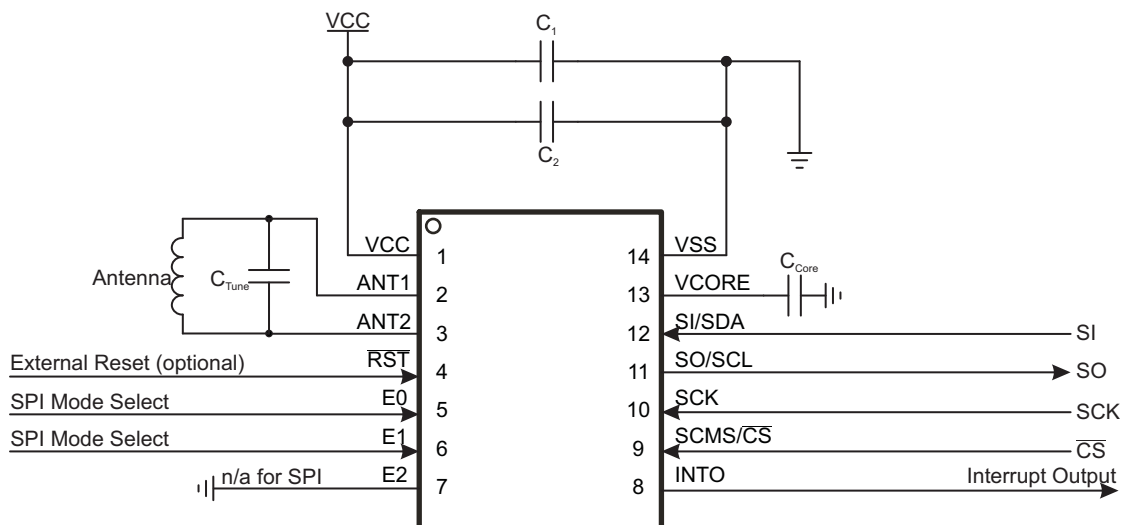 VCC
C1
C2
VCC 1 14 VSS
Antenna CTune ANT1 2 13 VCORE CCore
ANT2 3 12 SI/SDA SI
External Reset (optional) RST 4 11 SO/SCL SO
SPI Mode Select E0 5 10 SCK SCK
SPI Mode Select E1 6 9 SCMS/CS CS
n/a for SPI E2 7 8 INTO Interrupt Output